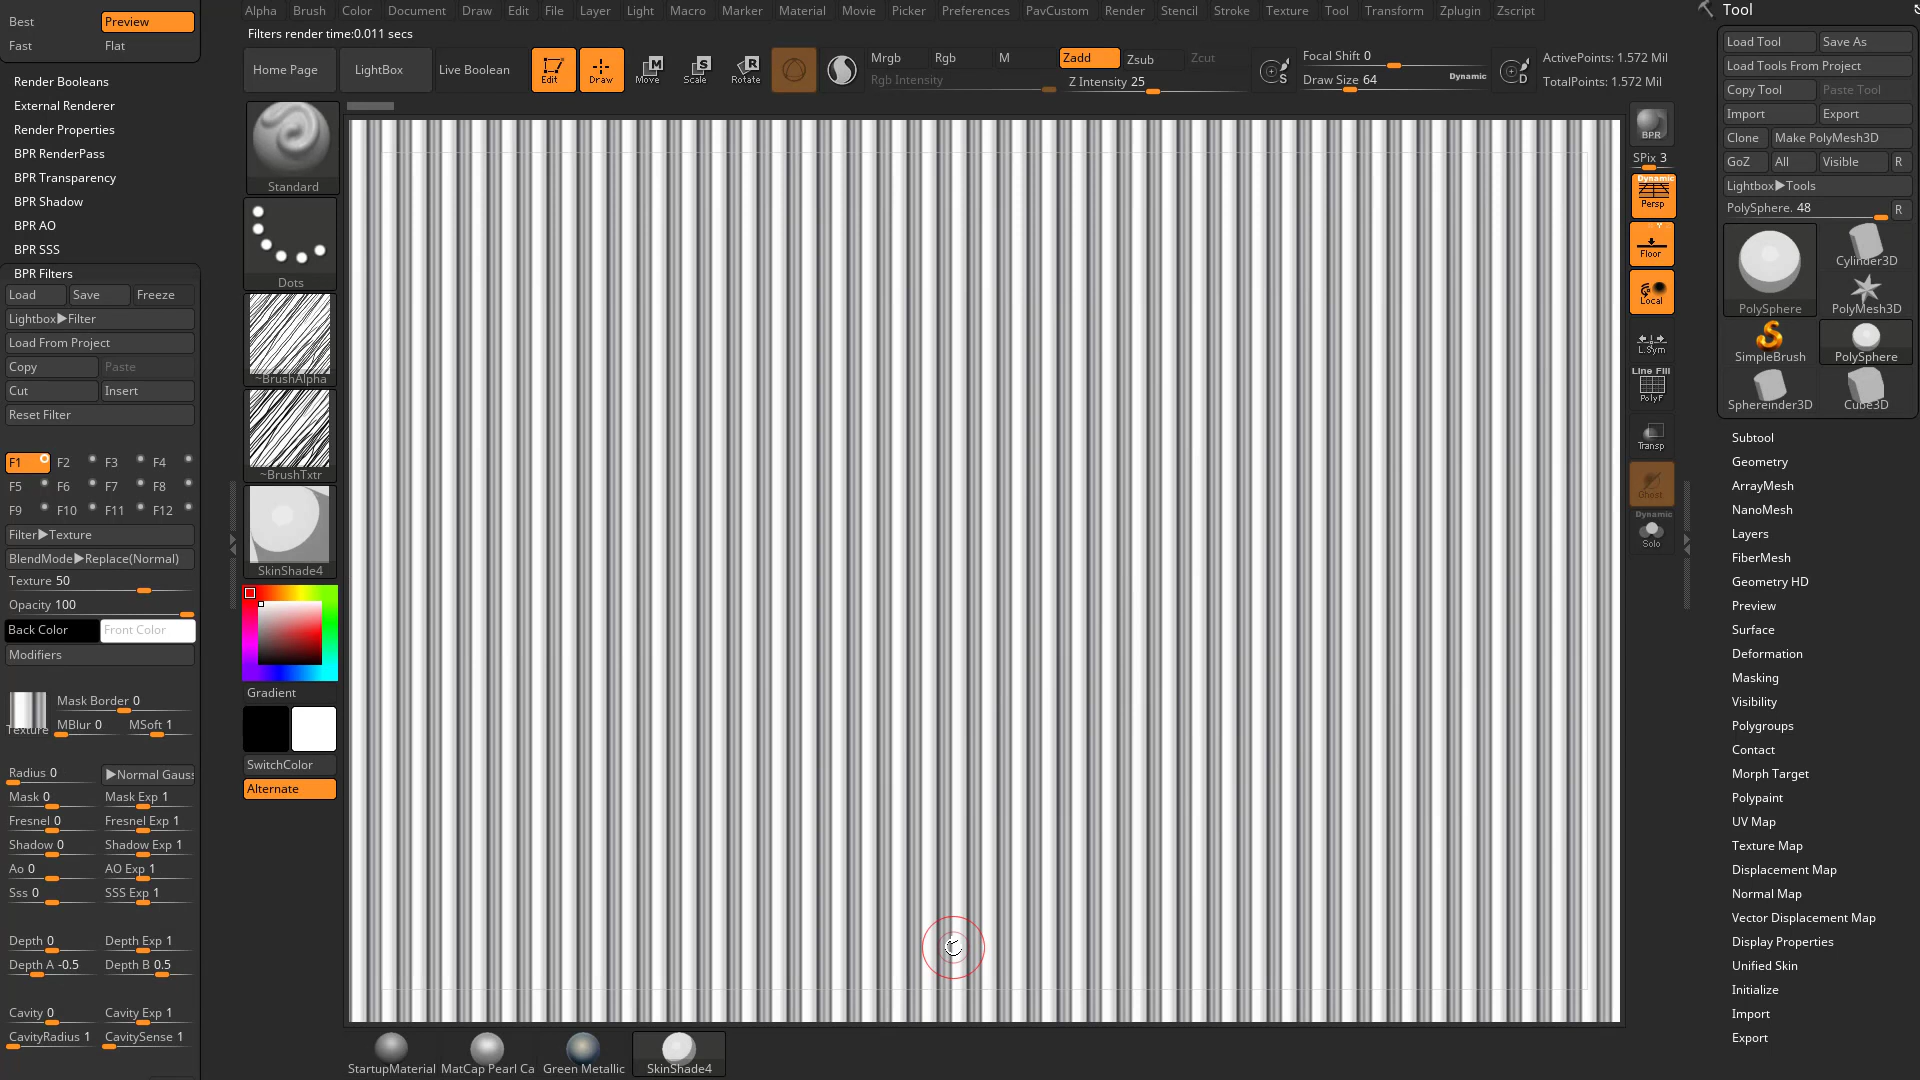 Best
Preview
Fast
Flat
Render Booleans
External Renderer
Render Properties
BPR RenderPass
BPR Transparency
BPR Shadow
BPR AO
BPR SSS
BPR Filters
Load
Save
Freeze
Lightbox▶Filter
Load From Project
Copy
Paste
Cut
Insert
Reset Filter
F1
F2
F3
F4
F5
F6
F7
F8
F9
F10
F11
F12
Filter▶Texture
BlendMode▶Replace(Normal)
Texture 50
Opacity 100
Back Color
Front Color
Modifiers
Texture
Mask Border 0
MBlur 0
MSoft 1
Radius 0
▶Normal Gauss
Mask 0
Mask Exp 1
Fresnel 0
Fresnel Exp 1
Shadow 0
Shadow Exp 1
Ao 0
AO Exp 1
Sss 0
SSS Exp 1
Depth 0
Depth Exp 1
Depth A -0.5
Depth B 0.5
Cavity 0
Cavity Exp 1
CavityRadius 1
CavitySense 1
Alpha Brush Color Document Draw Edit File Layer Light Macro Marker Material Movie Picker Preferences PavCustom Render Stencil Stroke Texture Tool Transform Zplugin Zscript
Filters render time:0.011 secs
Home Page
LightBox
Live Boolean
Edit
Draw
Move
Scale
Rotate
Mrgb
Rgb
M
Rgb Intensity
Zadd
Zsub
Zcut
Z Intensity 25
Focal Shift 0
Draw Size 64
Dynamic
ActivePoints: 1.572 Mil
TotalPoints: 1.572 Mil
Standard
Dots
~BrushAlpha
~BrushTxtr
SkinShade4
Gradient
SwitchColor
Alternate
StartupMaterial
MatCap Pearl Ca
Green Metallic
SkinShade4
BPR
SPix 3
Dynamic
Persp
Floor
Local
L.Sym
Line Fill
PolyF
Transp
Ghost
Dynamic
Solo
Tool
Load Tool
Save As
Load Tools From Project
Copy Tool
Paste Tool
Import
Export
Clone
Make PolyMesh3D
GoZ
All
Visible
R
Lightbox▶Tools
PolySphere. 48
R
PolySphere
Cylinder3D
PolyMesh3D
SimpleBrush
PolySphere
Sphereinder3D
Cube3D
Subtool
Geometry
ArrayMesh
NanoMesh
Layers
FiberMesh
Geometry HD
Preview
Surface
Deformation
Masking
Visibility
Polygroups
Contact
Morph Target
Polypaint
UV Map
Texture Map
Displacement Map
Normal Map
Vector Displacement Map
Display Properties
Unified Skin
Initialize
Import
Export